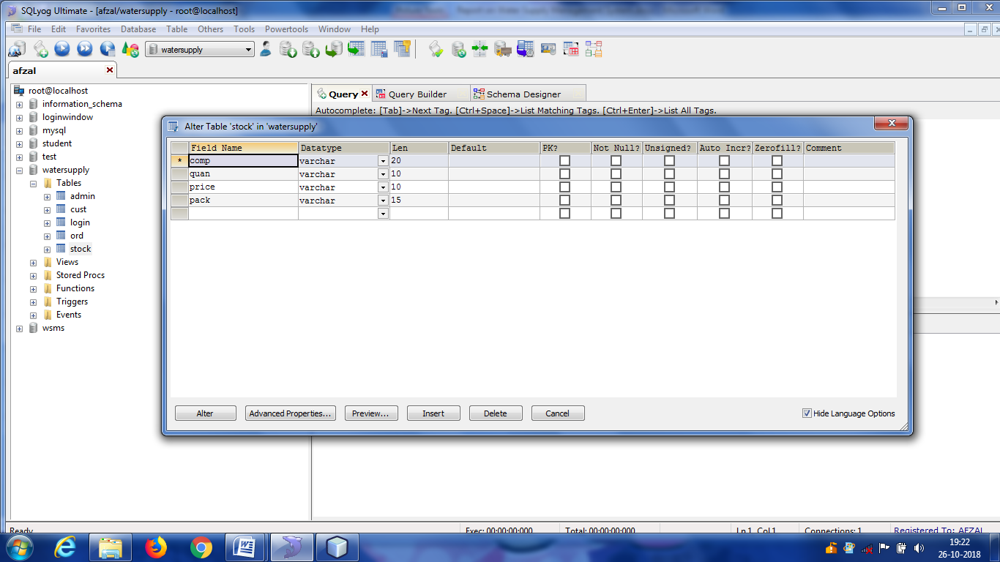 SQLyog Ultimate - [afzal/watersupply - root@localhost]
File Edit Favorites Database Table Others Tools Powertools Window Help
watersupply
afzal
root@localhost
information_schema
loginwindow
mysql
student
test
watersupply
Tables
admin
cust
login
ord
stock
Views
Stored Procs
Functions
Triggers
Events
wsms
Query Query Builder Schema Designer
Autocomplete: [Tab]->Next Tag. [Ctrl+Space]->List Matching Tags. [Ctrl+Enter]->List All Tags.
Alter Table 'stock' in 'watersupply'
Field Name Datatype Len Default PK? Not Null? Unsigned? Auto Incr? Zerofill? Comment
* comp varchar 20
quan varchar 10
price varchar 10
pack varchar 15
Alter Advanced Properties... Preview... Insert Delete Cancel Hide Language Options
Ready Exec: 00:00:00:000 Total: 00:00:00:000 Ln 1, Col 1 Connections: 1 Registered To: AFZAL
19:22
26-10-2018